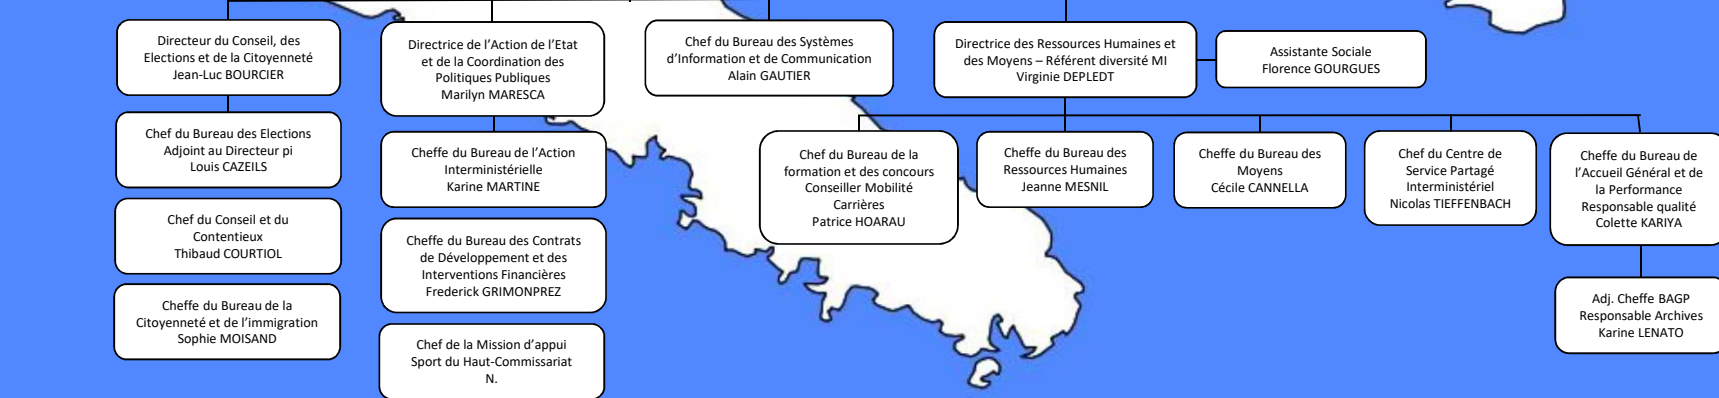 Directeur du Conseil, des
Elections et de la Citoyenneté
Jean-Luc BOURCIER
Chef du Bureau des Elections
Adjoint au Directeur pi
Louis CAZEILS
Chef du Conseil et du
Contentieux
Thibaud COURTIOL
Cheffe du Bureau de la
Citoyenneté et de l'immigration
Sophie MOISAND
Directrice de l'Action de l'Etat
et de la Coordination des
Politiques Publiques
Marilyn MARESCA
Cheffe du Bureau de l'Action
Interministérielle
Karine MARTINE
Cheffe du Bureau des Contrats
de Développement et des
Interventions Financières
Frederick GRIMONPREZ
Chef de la Mission d'appui
Sport du Haut-Commissariat
N.
Chef du Bureau des Systèmes
d'Information et de Communication
Alain GAUTIER
Directrice des Ressources Humaines et
des Moyens – Référent diversité MI
Virginie DEPLEDT
Assistante Sociale
Florence GOURGUES
Chef du Bureau de la
formation et des concours
Conseiller Mobilité
Carrières
Patrice HOARAU
Cheffe du Bureau des
Ressources Humaines
Jeanne MESNIL
Cheffe du Bureau des
Moyens
Cécile CANNELLA
Chef du Centre de
Service Partagé
Interministériel
Nicolas TIEFFENBACH
Cheffe du Bureau de
l'Accueil Général et de
la Performance
Responsable qualité
Colette KARIYA
Adj. Cheffe BAGP
Responsable Archives
Karine LENATO